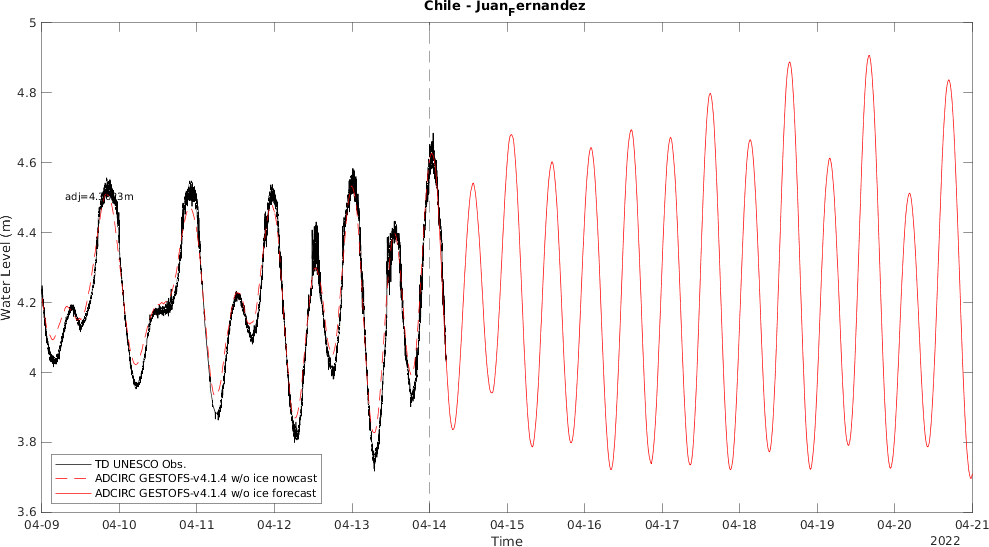 Chile - JuanFernandez
5
4.8
4.6
4.4
4.2
4
3.8
3.6
Water Level (m)
TD UNESCO Obs.
ADCIRC GESTOFS-v4.1.4 w/o ice nowcast
ADCIRC GESTOFS-v4.1.4 w/o ice forecast
04-09 04-10 04-11 04-12 04-13 04-14 04-15 04-16 04-17 04-18 04-19 04-20 04-21
Time
2022